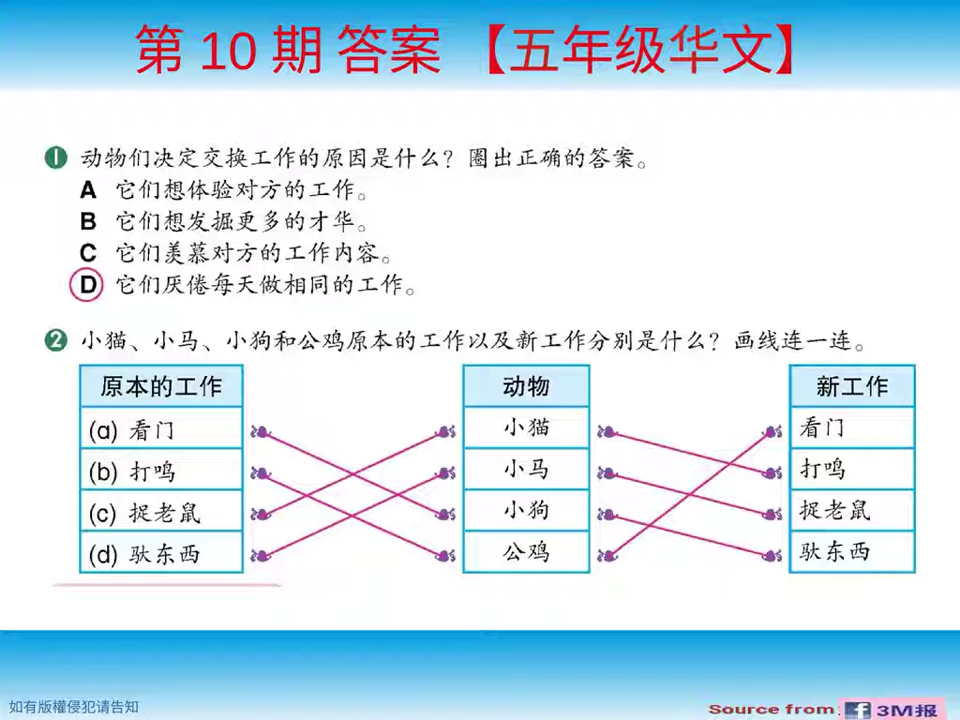 第 10 期 答案 【五年级华文】
1 动物们决定交换工作的原因是什么？圈出正确的答案。
A 它们想体验对方的工作。
B 它们想发掘更多的才华。
C 它们羡慕对方的工作内容。
D 它们厌倦每天做相同的工作。
2 小猫、小马、小狗和公鸡原本的工作以及新工作分别是什么？画线连一连。
原本的工作 动物 新工作
(a) 看门 小猫 看门
(b) 打鸣 小马 打鸣
(c) 捉老鼠 小狗 捉老鼠
(d) 驮东西 公鸡 驮东西
如有版權侵犯请告知
Source from: f 3M报